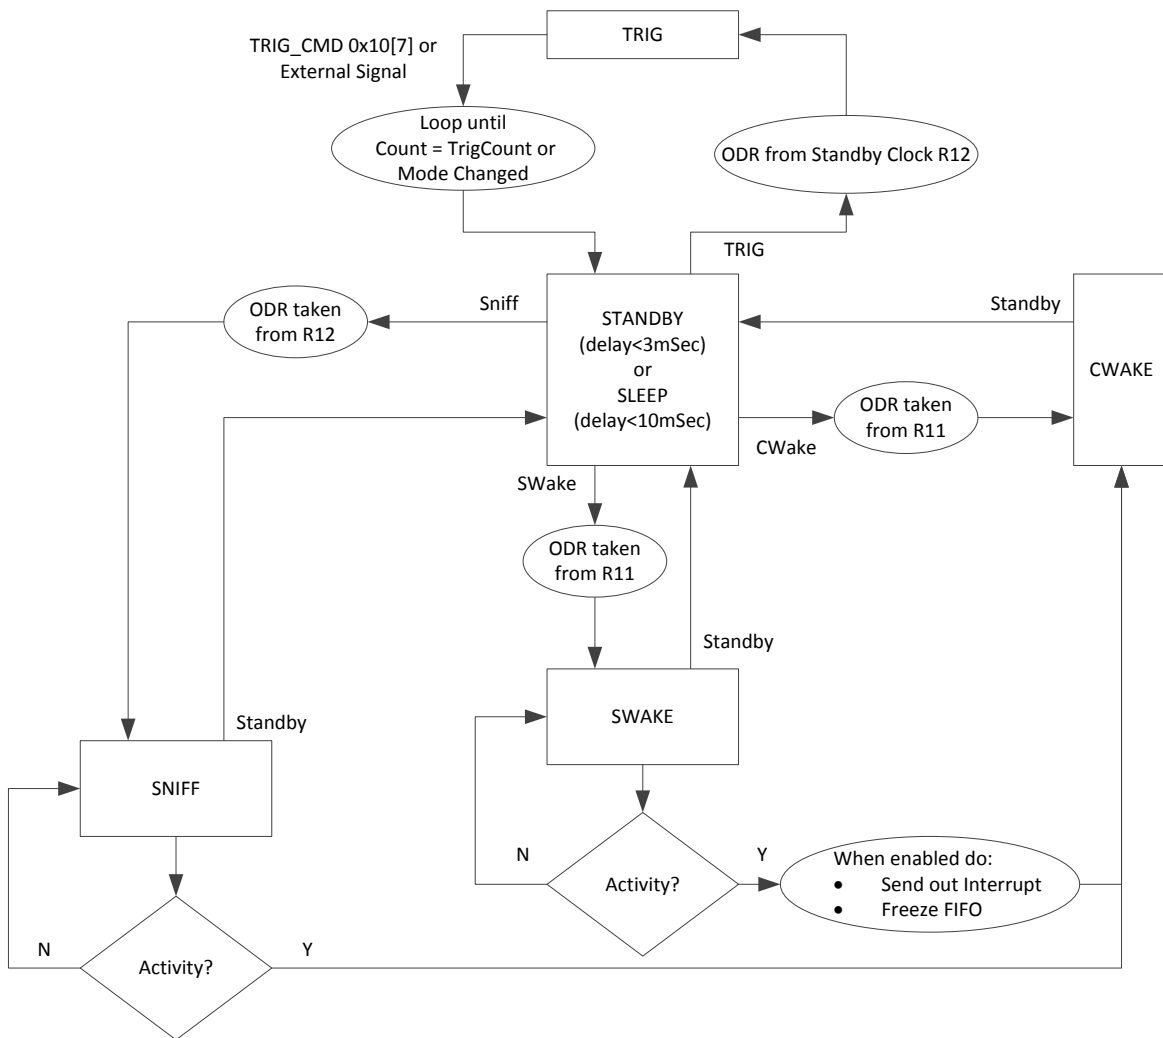 TRIG
TRIG_CMD 0x10[7] or
External Signal
Loop until
Count = TrigCount or
Mode Changed
ODR from Standby Clock R12
TRIG
Sniff
ODR taken
from R12
STANDBY
(delay<3mSec)
or
SLEEP
(delay<10mSec)
Standby
CWAKE
ODR taken
from R11
CWake
SWake
ODR taken
from R11
Standby
SWAKE
Standby
SNIFF
N
Activity?
Y
When enabled do:
• Send out Interrupt
• Freeze FIFO
N
Activity?
Y